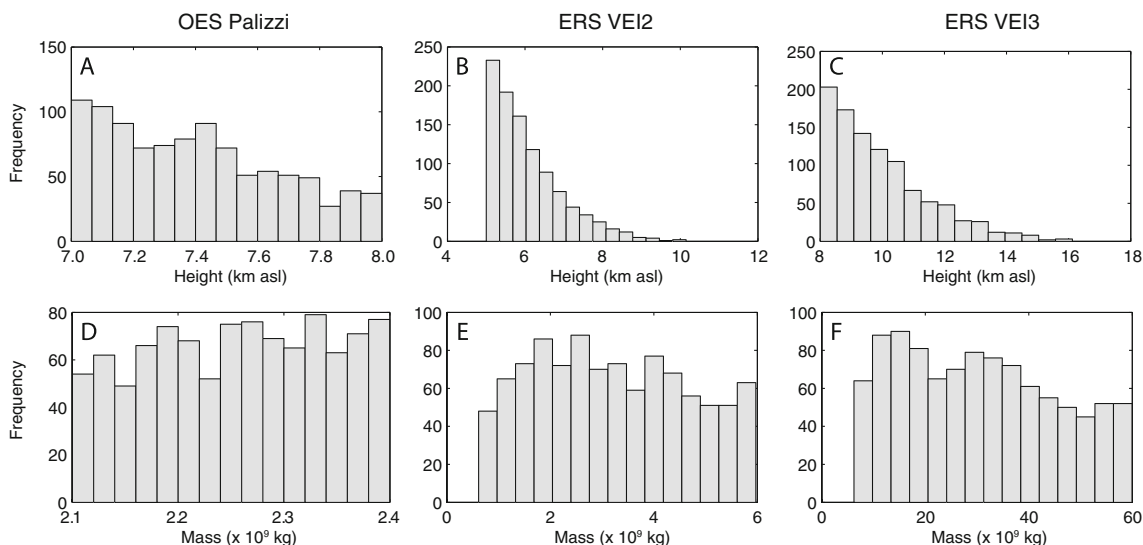 OES Palizzi
ERS VEI2
ERS VEI3
A
150
100
50
0
Frequency
7.0 7.2 7.4 7.6 7.8 8.0
Height (km asl)
B
250
200
150
100
50
0
4 6 8 10 12
Height (km asl)
C
250
200
150
100
50
0
8 10 12 14 16 18
Height (km asl)
D
80
60
40
20
0
Frequency
2.1 2.2 2.3 2.4
Mass (x 10⁹ kg)
E
100
80
60
40
20
0
0 2 4 6
Mass (x 10⁹ kg)
F
100
80
60
40
20
0
0 20 40 60
Mass (x 10⁹ kg)